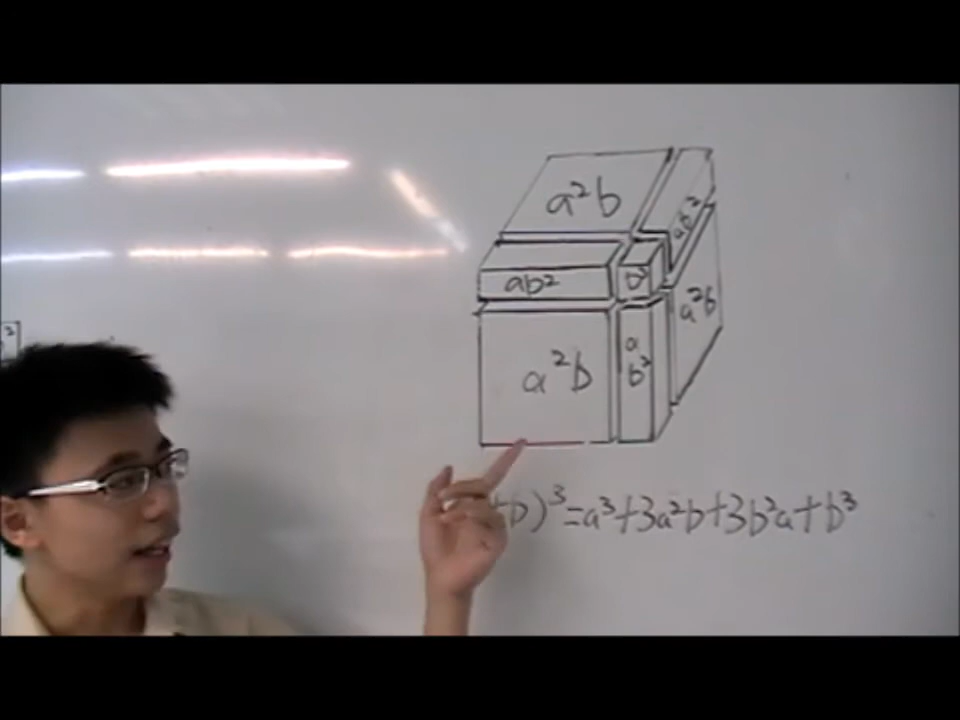 a²b
ab²
ab²
b³
a²b
a²b
a
b²
+b)³=a³+3a²b+3b²a+b³